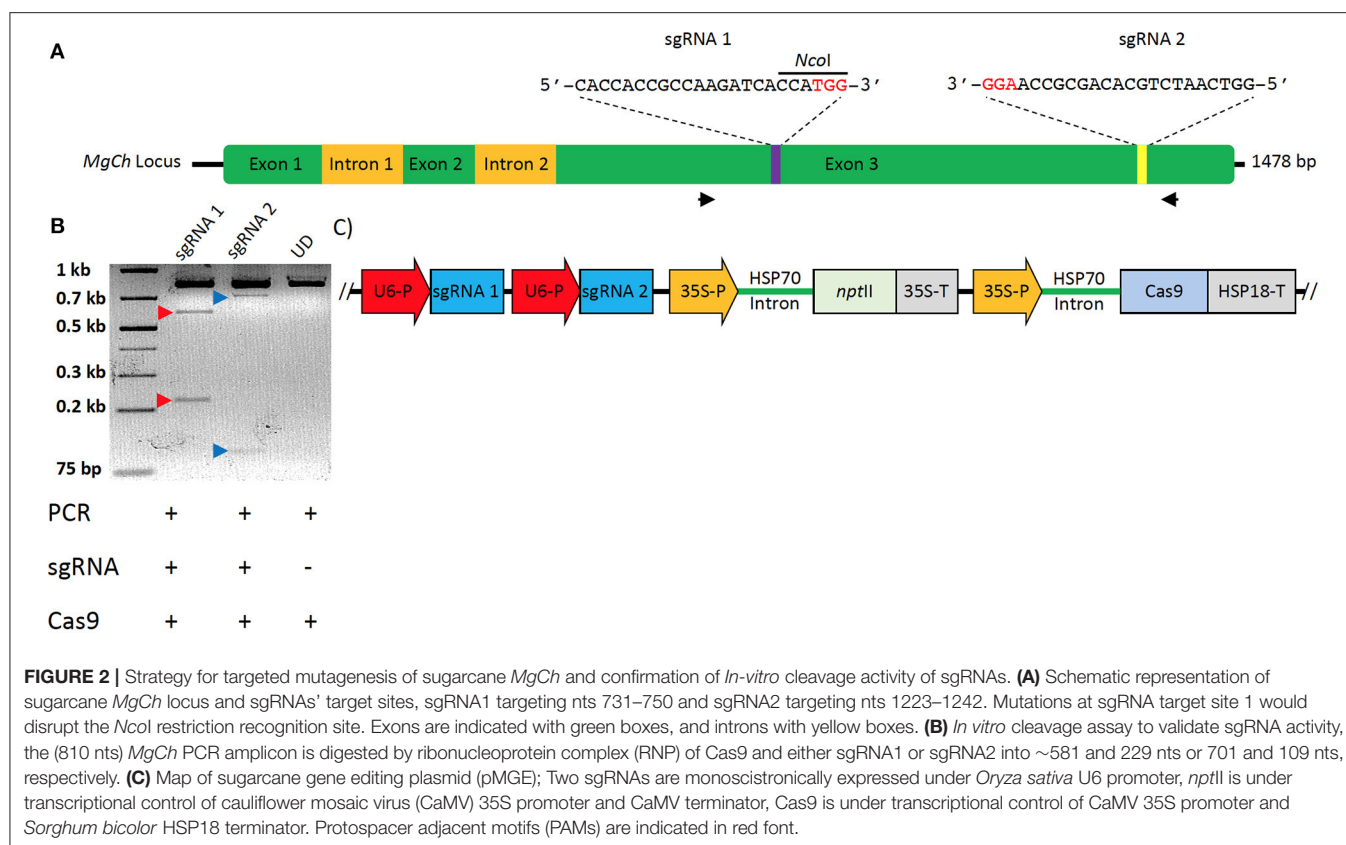 A
sgRNA 1
sgRNA 2
NcoI
5'-CACCACCGCCAAGATCACCATGG-3'
3'-GGAACCGCGACACGTCTAACTGG-5'
MgCh Locus
Exon 1
Intron 1
Exon 2
Intron 2
Exon 3
1478 bp
B
sgRNA 1
sgRNA 2
UD
1 kb
0.7 kb
0.5 kb
0.3 kb
0.2 kb
75 bp
PCR + + +
sgRNA + + -
Cas9 + + +
C)
//
U6-P
sgRNA 1
U6-P
sgRNA 2
35S-P
HSP70
Intron
nptII
35S-T
35S-P
HSP70
Intron
Cas9
HSP18-T
//
FIGURE 2 | Strategy for targeted mutagenesis of sugarcane MgCh and confirmation of In-vitro cleavage activity of sgRNAs. (A) Schematic representation of
sugarcane MgCh locus and sgRNAs' target sites, sgRNA1 targeting nts 731–750 and sgRNA2 targeting nts 1223–1242. Mutations at sgRNA target site 1 would
disrupt the NcoI restriction recognition site. Exons are indicated with green boxes, and introns with yellow boxes. (B) In vitro cleavage assay to validate sgRNA activity,
the (810 nts) MgCh PCR amplicon is digested by ribonucleoprotein complex (RNP) of Cas9 and either sgRNA1 or sgRNA2 into ~581 and 229 nts or 701 and 109 nts,
respectively. (C) Map of sugarcane gene editing plasmid (pMGE); Two sgRNAs are monoscistronically expressed under Oryza sativa U6 promoter, nptII is under
transcriptional control of cauliflower mosaic virus (CaMV) 35S promoter and CaMV terminator, Cas9 is under transcriptional control of CaMV 35S promoter and
Sorghum bicolor HSP18 terminator. Protospacer adjacent motifs (PAMs) are indicated in red font.